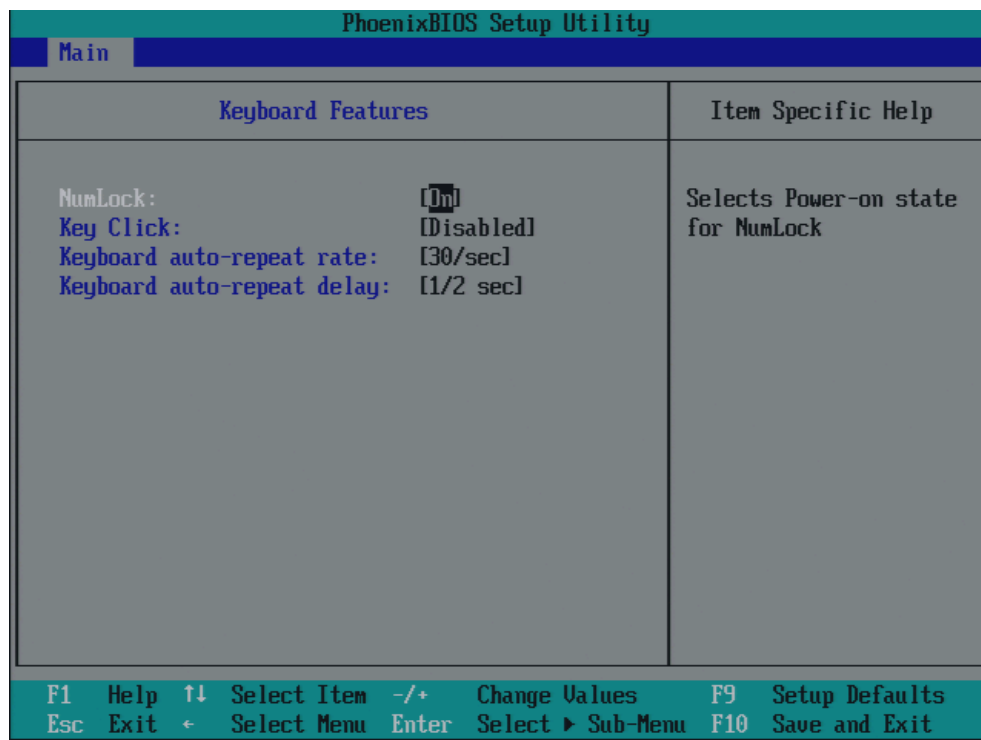 PhoenixBIOS Setup Utility
Main
Keyboard Features
Item Specific Help
NumLock: [On]
Key Click: [Disabled]
Keyboard auto-repeat rate: [30/sec]
Keyboard auto-repeat delay: [1/2 sec]
Selects Power-on state
for NumLock
F1 Help ↑↓ Select Item -/+ Change Values F9 Setup Defaults
Esc Exit ← Select Menu Enter Select ▶ Sub-Menu F10 Save and Exit